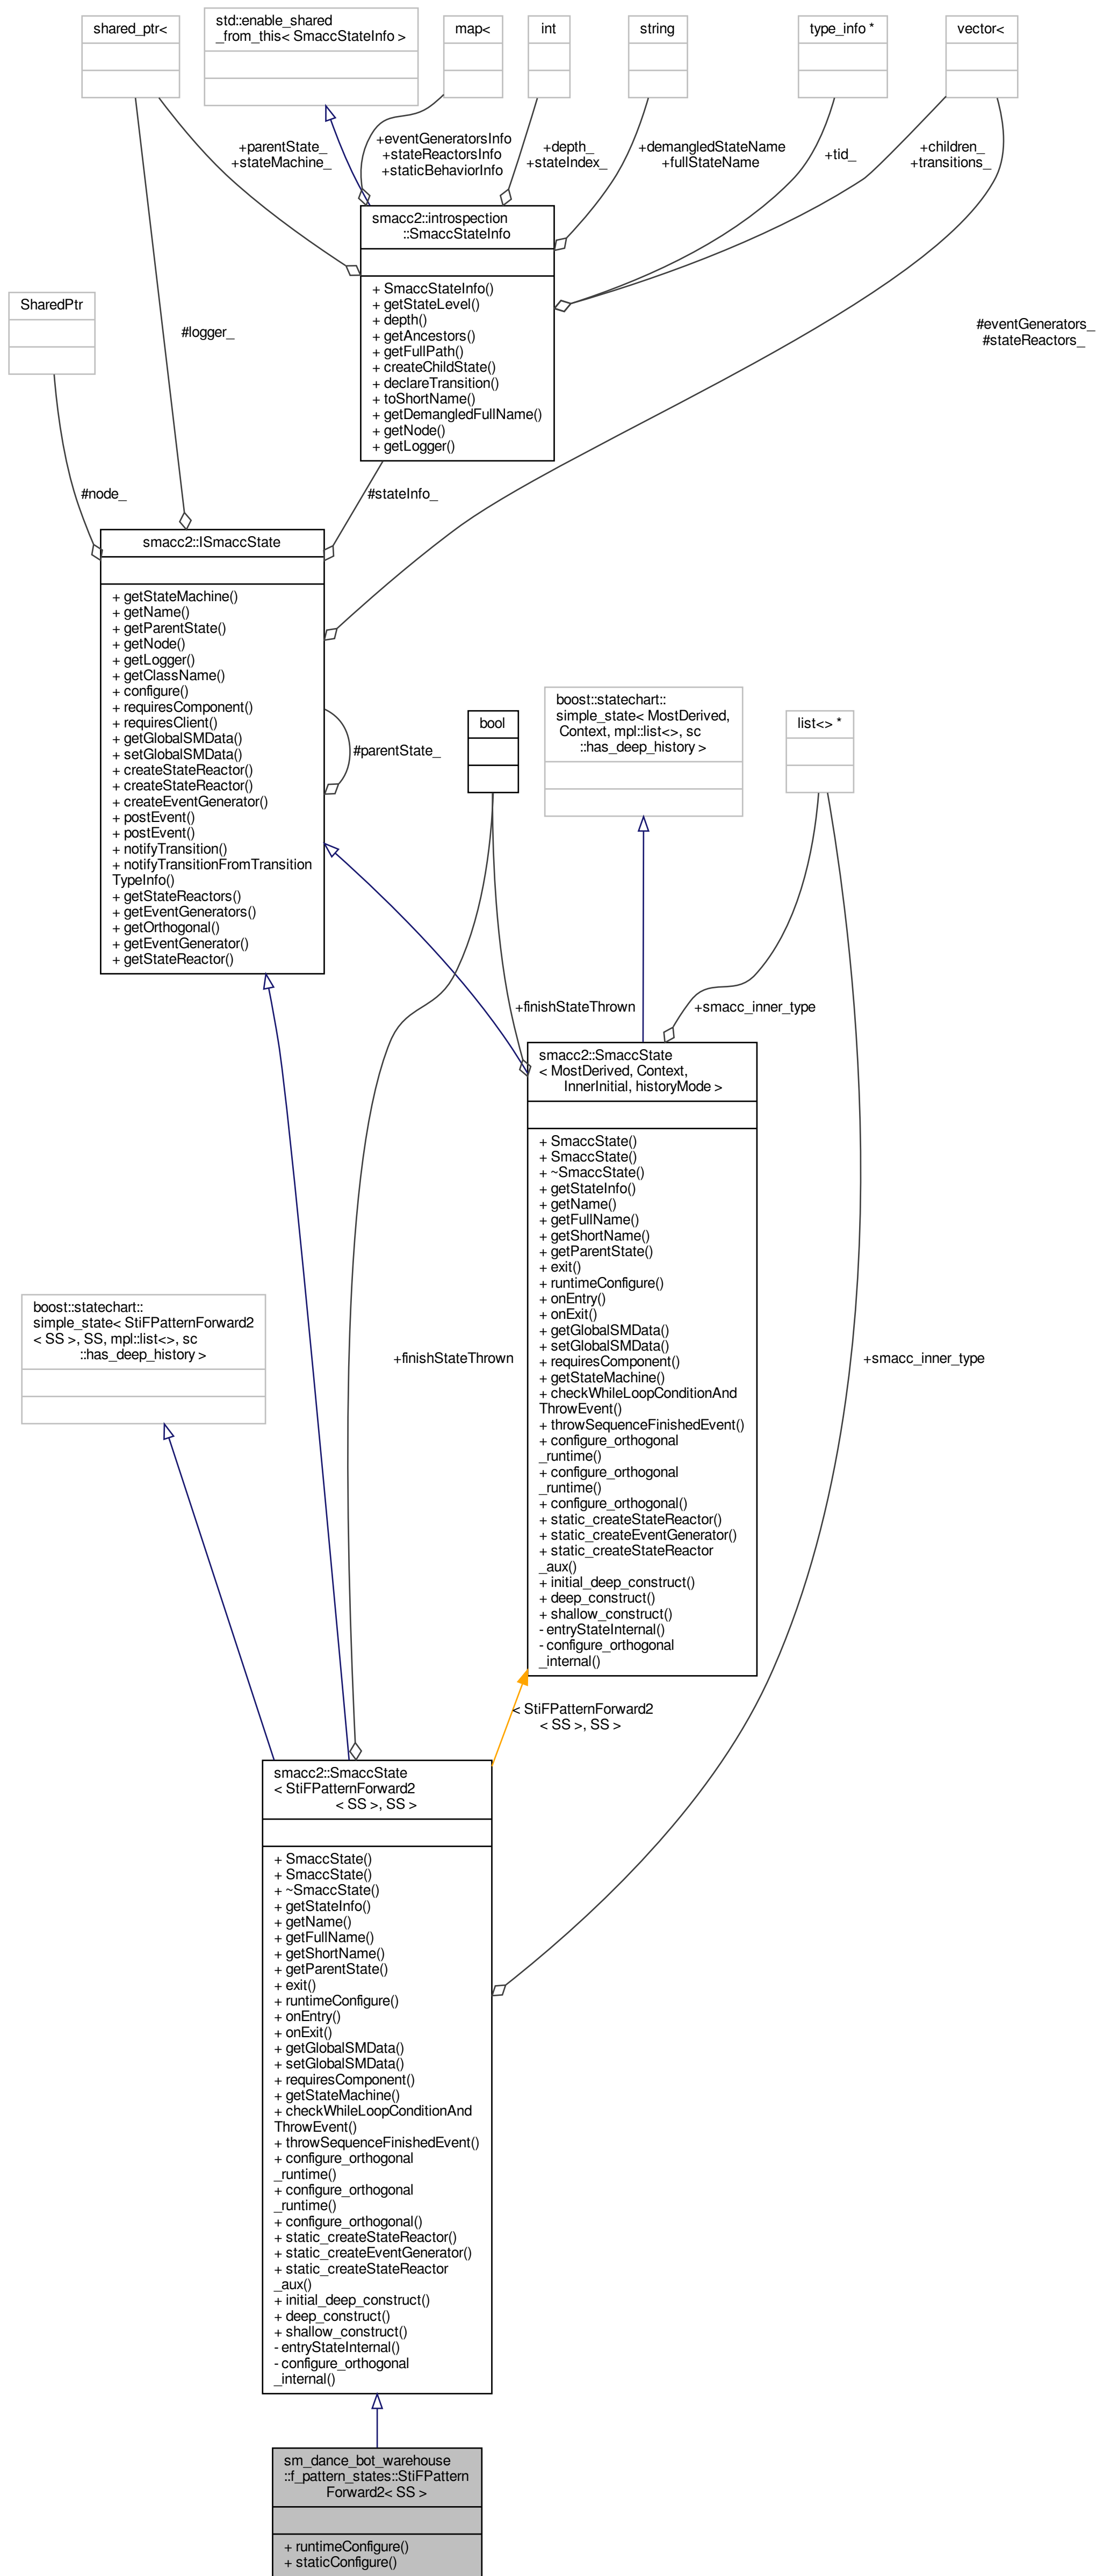 shared_ptr<
std::enable_shared
_from_this< SmaccStateInfo >
map<
int
string
type_info *
vector<
+parentState_
+stateMachine_
+eventGeneratorsInfo
+stateReactorsInfo
+staticBehaviorInfo
+depth_
+stateIndex_
+demangledStateName
+fullStateName
+tid_
+children_
+transitions_
smacc2::introspection
::SmaccStateInfo
+ SmaccStateInfo()
+ getStateLevel()
+ depth()
+ getAncestors()
+ getFullPath()
+ createChildState()
+ declareTransition()
+ toShortName()
+ getDemangledFullName()
+ getNode()
+ getLogger()
SharedPtr
#logger_
#eventGenerators_
#stateReactors_
#node_
#stateInfo_
smacc2::ISmaccState
+ getStateMachine()
+ getName()
+ getParentState()
+ getNode()
+ getLogger()
+ getClassName()
+ configure()
+ requiresComponent()
+ requiresClient()
+ getGlobalSMData()
+ setGlobalSMData()
+ createStateReactor()
+ createStateReactor()
+ createEventGenerator()
+ postEvent()
+ postEvent()
+ notifyTransition()
+ notifyTransitionFromTransition
TypeInfo()
+ getStateReactors()
+ getEventGenerators()
+ getOrthogonal()
+ getEventGenerator()
+ getStateReactor()
#parentState_
bool
boost::statechart::
simple_state< MostDerived,
Context, mpl::list<>, sc
::has_deep_history >
list<> *
+finishStateThrown
+smacc_inner_type
smacc2::SmaccState
< MostDerived, Context,
InnerInitial, historyMode >
+ SmaccState()
+ SmaccState()
+ ~SmaccState()
+ getStateInfo()
+ getName()
+ getFullName()
+ getShortName()
+ getParentState()
+ exit()
+ runtimeConfigure()
+ onEntry()
+ onExit()
+ getGlobalSMData()
+ setGlobalSMData()
+ requiresComponent()
+ getStateMachine()
+ checkWhileLoopConditionAnd
ThrowEvent()
+ throwSequenceFinishedEvent()
+ configure_orthogonal
_runtime()
+ configure_orthogonal
_runtime()
+ configure_orthogonal()
+ static_createStateReactor()
+ static_createEventGenerator()
+ static_createStateReactor
_aux()
+ initial_deep_construct()
+ deep_construct()
+ shallow_construct()
- entryStateInternal()
- configure_orthogonal
_internal()
boost::statechart::
simple_state< StiFPatternForward2
< SS >, SS, mpl::list<>, sc
::has_deep_history >
+finishStateThrown
+smacc_inner_type
< StiFPatternForward2
< SS >, SS >
smacc2::SmaccState
< StiFPatternForward2
< SS >, SS >
+ SmaccState()
+ SmaccState()
+ ~SmaccState()
+ getStateInfo()
+ getName()
+ getFullName()
+ getShortName()
+ getParentState()
+ exit()
+ runtimeConfigure()
+ onEntry()
+ onExit()
+ getGlobalSMData()
+ setGlobalSMData()
+ requiresComponent()
+ getStateMachine()
+ checkWhileLoopConditionAnd
ThrowEvent()
+ throwSequenceFinishedEvent()
+ configure_orthogonal
_runtime()
+ configure_orthogonal
_runtime()
+ configure_orthogonal()
+ static_createStateReactor()
+ static_createEventGenerator()
+ static_createStateReactor
_aux()
+ initial_deep_construct()
+ deep_construct()
+ shallow_construct()
- entryStateInternal()
- configure_orthogonal
_internal()
sm_dance_bot_warehouse
::f_pattern_states::StiFPattern
Forward2< SS >
+ runtimeConfigure()
+ staticConfigure()